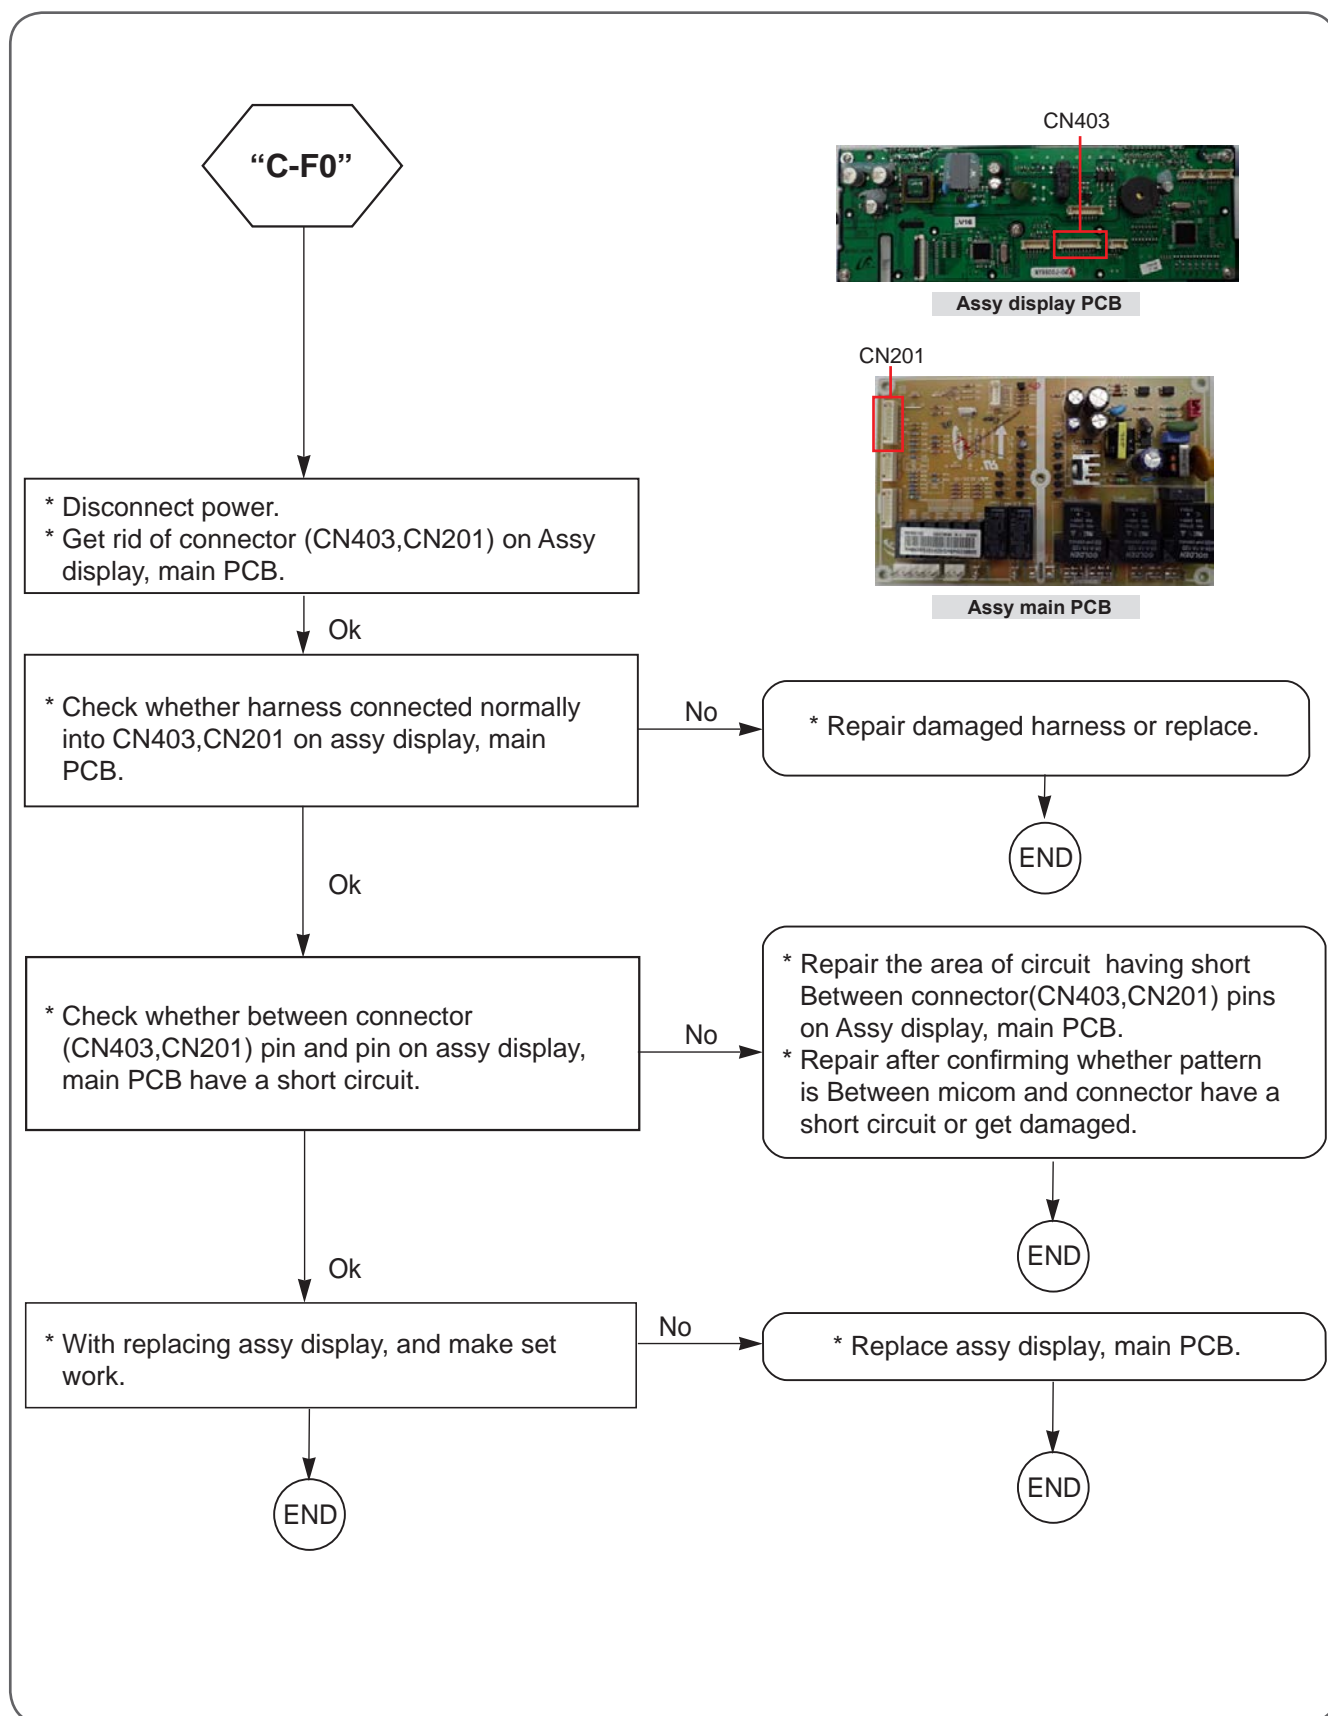 “C-F0”
CN403
Assy display PCB
CN201
Assy main PCB
* Disconnect power.
* Get rid of connector (CN403,CN201) on Assy
display, main PCB.
Ok
* Check whether harness connected normally
into CN403,CN201 on assy display, main
PCB.
No
* Repair damaged harness or replace.
END
Ok
* Check whether between connector
(CN403,CN201) pin and pin on assy display,
main PCB have a short circuit.
No
* Repair the area of circuit having short
Between connector(CN403,CN201) pins
on Assy display, main PCB.
* Repair after confirming whether pattern
is Between micom and connector have a
short circuit or get damaged.
END
Ok
* With replacing assy display, and make set
work.
No
* Replace assy display, main PCB.
END
END